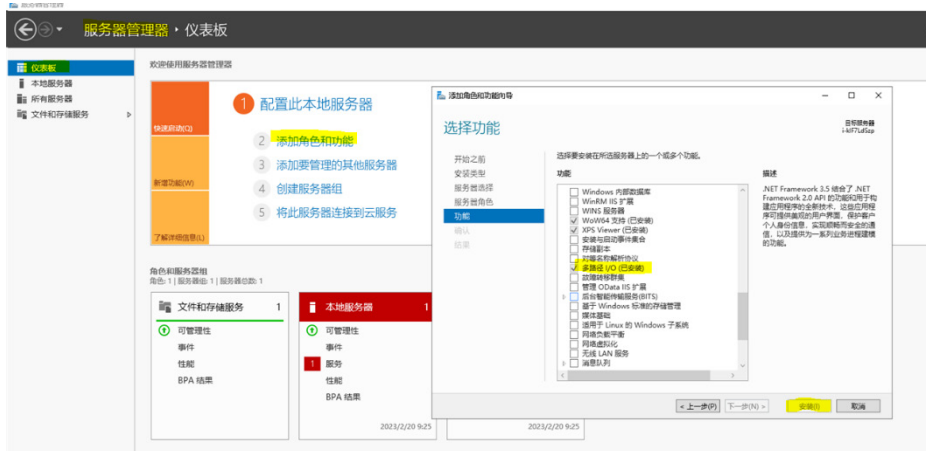 服务器管理器
服务器管理器 · 仪表板
仪表板
本地服务器
所有服务器
文件和存储服务
欢迎使用服务器管理器
快速启动(Q)
新增功能(W)
了解详细信息(L)
1 配置此本地服务器
2 添加角色和功能
3 添加要管理的其他服务器
4 创建服务器组
5 将此服务器连接到云服务
角色和服务器组
角色: 1 | 服务器组: 1 | 服务器总数: 1
文件和存储服务 1
可管理性
事件
性能
BPA 结果
本地服务器 1
可管理性
事件
1 服务
性能
BPA 结果
2023/2/20 9:25
2023/2/20 9:25
添加角色和功能向导
选择功能
目标服务器
开始之前
安装类型
服务器选择
服务器角色
功能
确认
结果
选择要安装在所选服务器上的一个或多个功能。
功能
Windows 内部数据库
WinRM IIS 扩展
WINS 服务器
WoW64 支持 (已安装)
XPS Viewer (已安装)
安装与启动事件集合
存储副本
对等名称解析协议
多路径 I/O (已安装)
故障转移群集
管理 OData IIS 扩展
后台智能传输服务(BITS)
基于 Windows 标准的存储管理
媒体基础
适用于 Linux 的 Windows 子系统
网络负载平衡
网络虚拟化
无线 LAN 服务
消息队列
描述
.NET Framework 3.5 结合了 .NET
Framework 2.0 API 的功能和用于构
建应用程序的全新技术，这些应用程
序可提供美观的用户界面、保护客户
个人身份信息、实现顺畅而安全的通
信，以及提供为一系列业务进程建模
的功能。
< 上一步(P)
下一步(N) >
安装(I)
取消